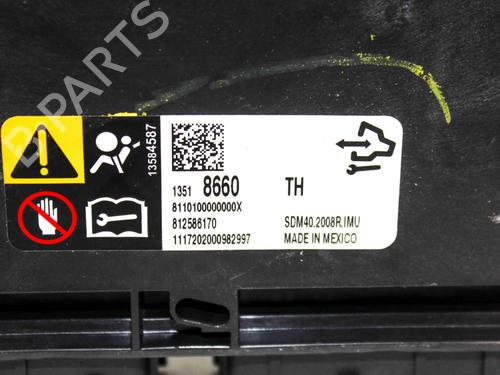 B PARTS
13584587
1351 8660 TH
8110100000000X
812586170 SDM40.2008R.IMU
1117202000982997 MADE IN MEXICO